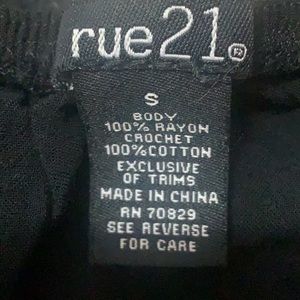 rue21®
S
BODY
100% RAYON
CROCHET
100%COTTON
EXCLUSIVE
OF TRIMS
MADE IN CHINA
RN 70829
SEE REVERSE
FOR CARE